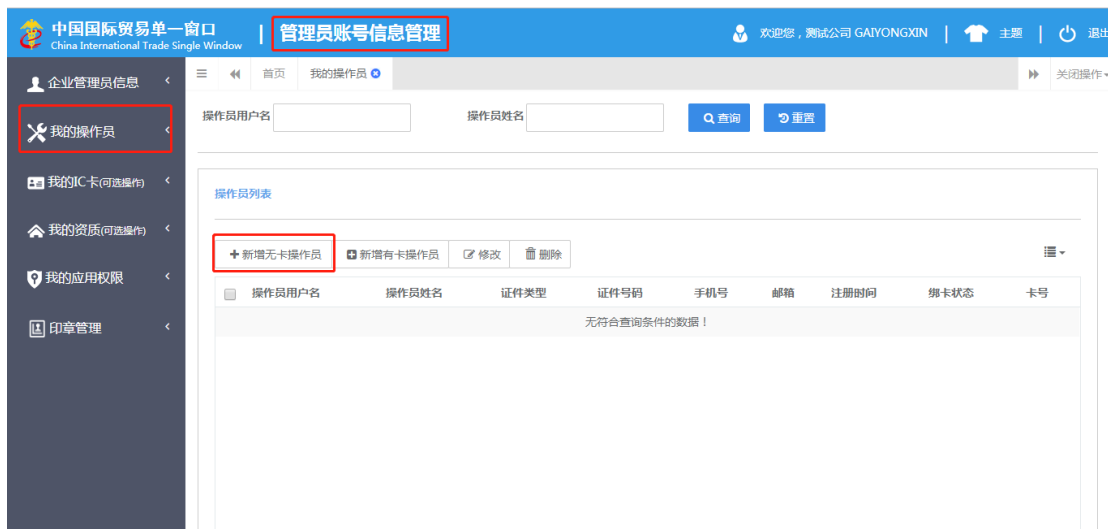 中国国际贸易单一窗口
China International Trade Single Window
管理员账号信息管理
欢迎您，测试公司 GAIYONGXIN
主题
退出
企业管理员信息
首页
我的操作员
关闭操作
我的操作员
操作员用户名
操作员姓名
查询
重置
我的IC卡(可选操作)
操作员列表
我的资质(可选操作)
新增无卡操作员
新增有卡操作员
修改
删除
我的应用权限
操作员用户名 操作员姓名 证件类型 证件号码 手机号 邮箱 注册时间 绑卡状态 卡号
无符合查询条件的数据！
印章管理